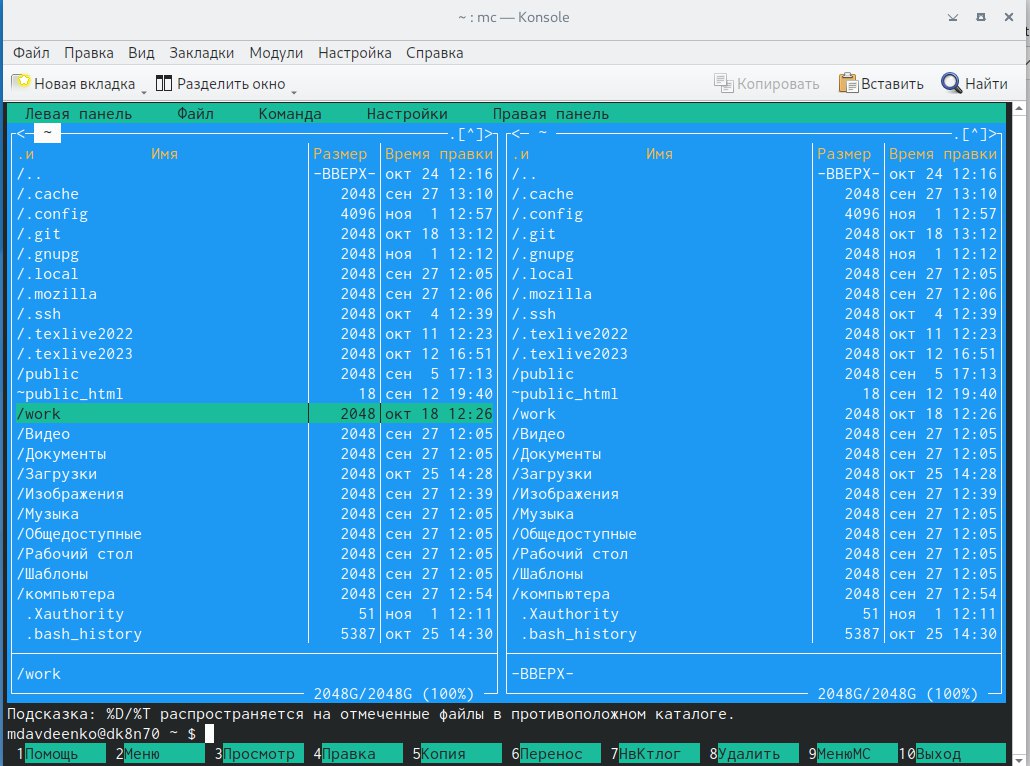 ~ : mc — Konsole
Файл Правка Вид Закладки Модули Настройка Справка
Новая вкладка Разделить окно Копировать Вставить Найти
Левая панель Файл Команда Настройки Правая панель
<─ ~ .[^]> <─ ~ .[^]>
.и Имя Размер Время правки .и Имя Размер Время правки
/.. -ВВЕРХ- окт 24 12:16 /.. -ВВЕРХ- окт 24 12:16
/.cache 2048 сен 27 13:10 /.cache 2048 сен 27 13:10
/.config 4096 ноя 1 12:57 /.config 4096 ноя 1 12:57
/.git 2048 окт 18 13:12 /.git 2048 окт 18 13:12
/.gnupg 2048 ноя 1 12:12 /.gnupg 2048 ноя 1 12:12
/.local 2048 сен 27 12:05 /.local 2048 сен 27 12:05
/.mozilla 2048 сен 27 12:06 /.mozilla 2048 сен 27 12:06
/.ssh 2048 окт 4 12:39 /.ssh 2048 окт 4 12:39
/.texlive2022 2048 окт 11 12:23 /.texlive2022 2048 окт 11 12:23
/.texlive2023 2048 окт 12 16:51 /.texlive2023 2048 окт 12 16:51
/public 2048 сен 5 17:13 /public 2048 сен 5 17:13
~public_html 18 сен 12 19:40 ~public_html 18 сен 12 19:40
/work 2048 окт 18 12:26 /work 2048 окт 18 12:26
/Видео 2048 сен 27 12:05 /Видео 2048 сен 27 12:05
/Документы 2048 сен 27 12:05 /Документы 2048 сен 27 12:05
/Загрузки 2048 окт 25 14:28 /Загрузки 2048 окт 25 14:28
/Изображения 2048 сен 27 12:39 /Изображения 2048 сен 27 12:39
/Музыка 2048 сен 27 12:05 /Музыка 2048 сен 27 12:05
/Общедоступные 2048 сен 27 12:05 /Общедоступные 2048 сен 27 12:05
/Рабочий стол 2048 сен 27 12:05 /Рабочий стол 2048 сен 27 12:05
/Шаблоны 2048 сен 27 12:05 /Шаблоны 2048 сен 27 12:05
/компьютера 2048 сен 27 12:54 /компьютера 2048 сен 27 12:54
.Xauthority 51 ноя 1 12:11 .Xauthority 51 ноя 1 12:11
.bash_history 5387 окт 25 14:30 .bash_history 5387 окт 25 14:30
/work -ВВЕРХ-
2048G/2048G (100%) 2048G/2048G (100%)
Подсказка: %D/%T распространяется на отмеченные файлы в противоположном каталоге.
mdavdeenko@dk8n70 ~ $
1Помощь 2Меню 3Просмотр 4Правка 5Копия 6Перенос 7НвКтлог 8Удалить 9МенюMC 10Выход